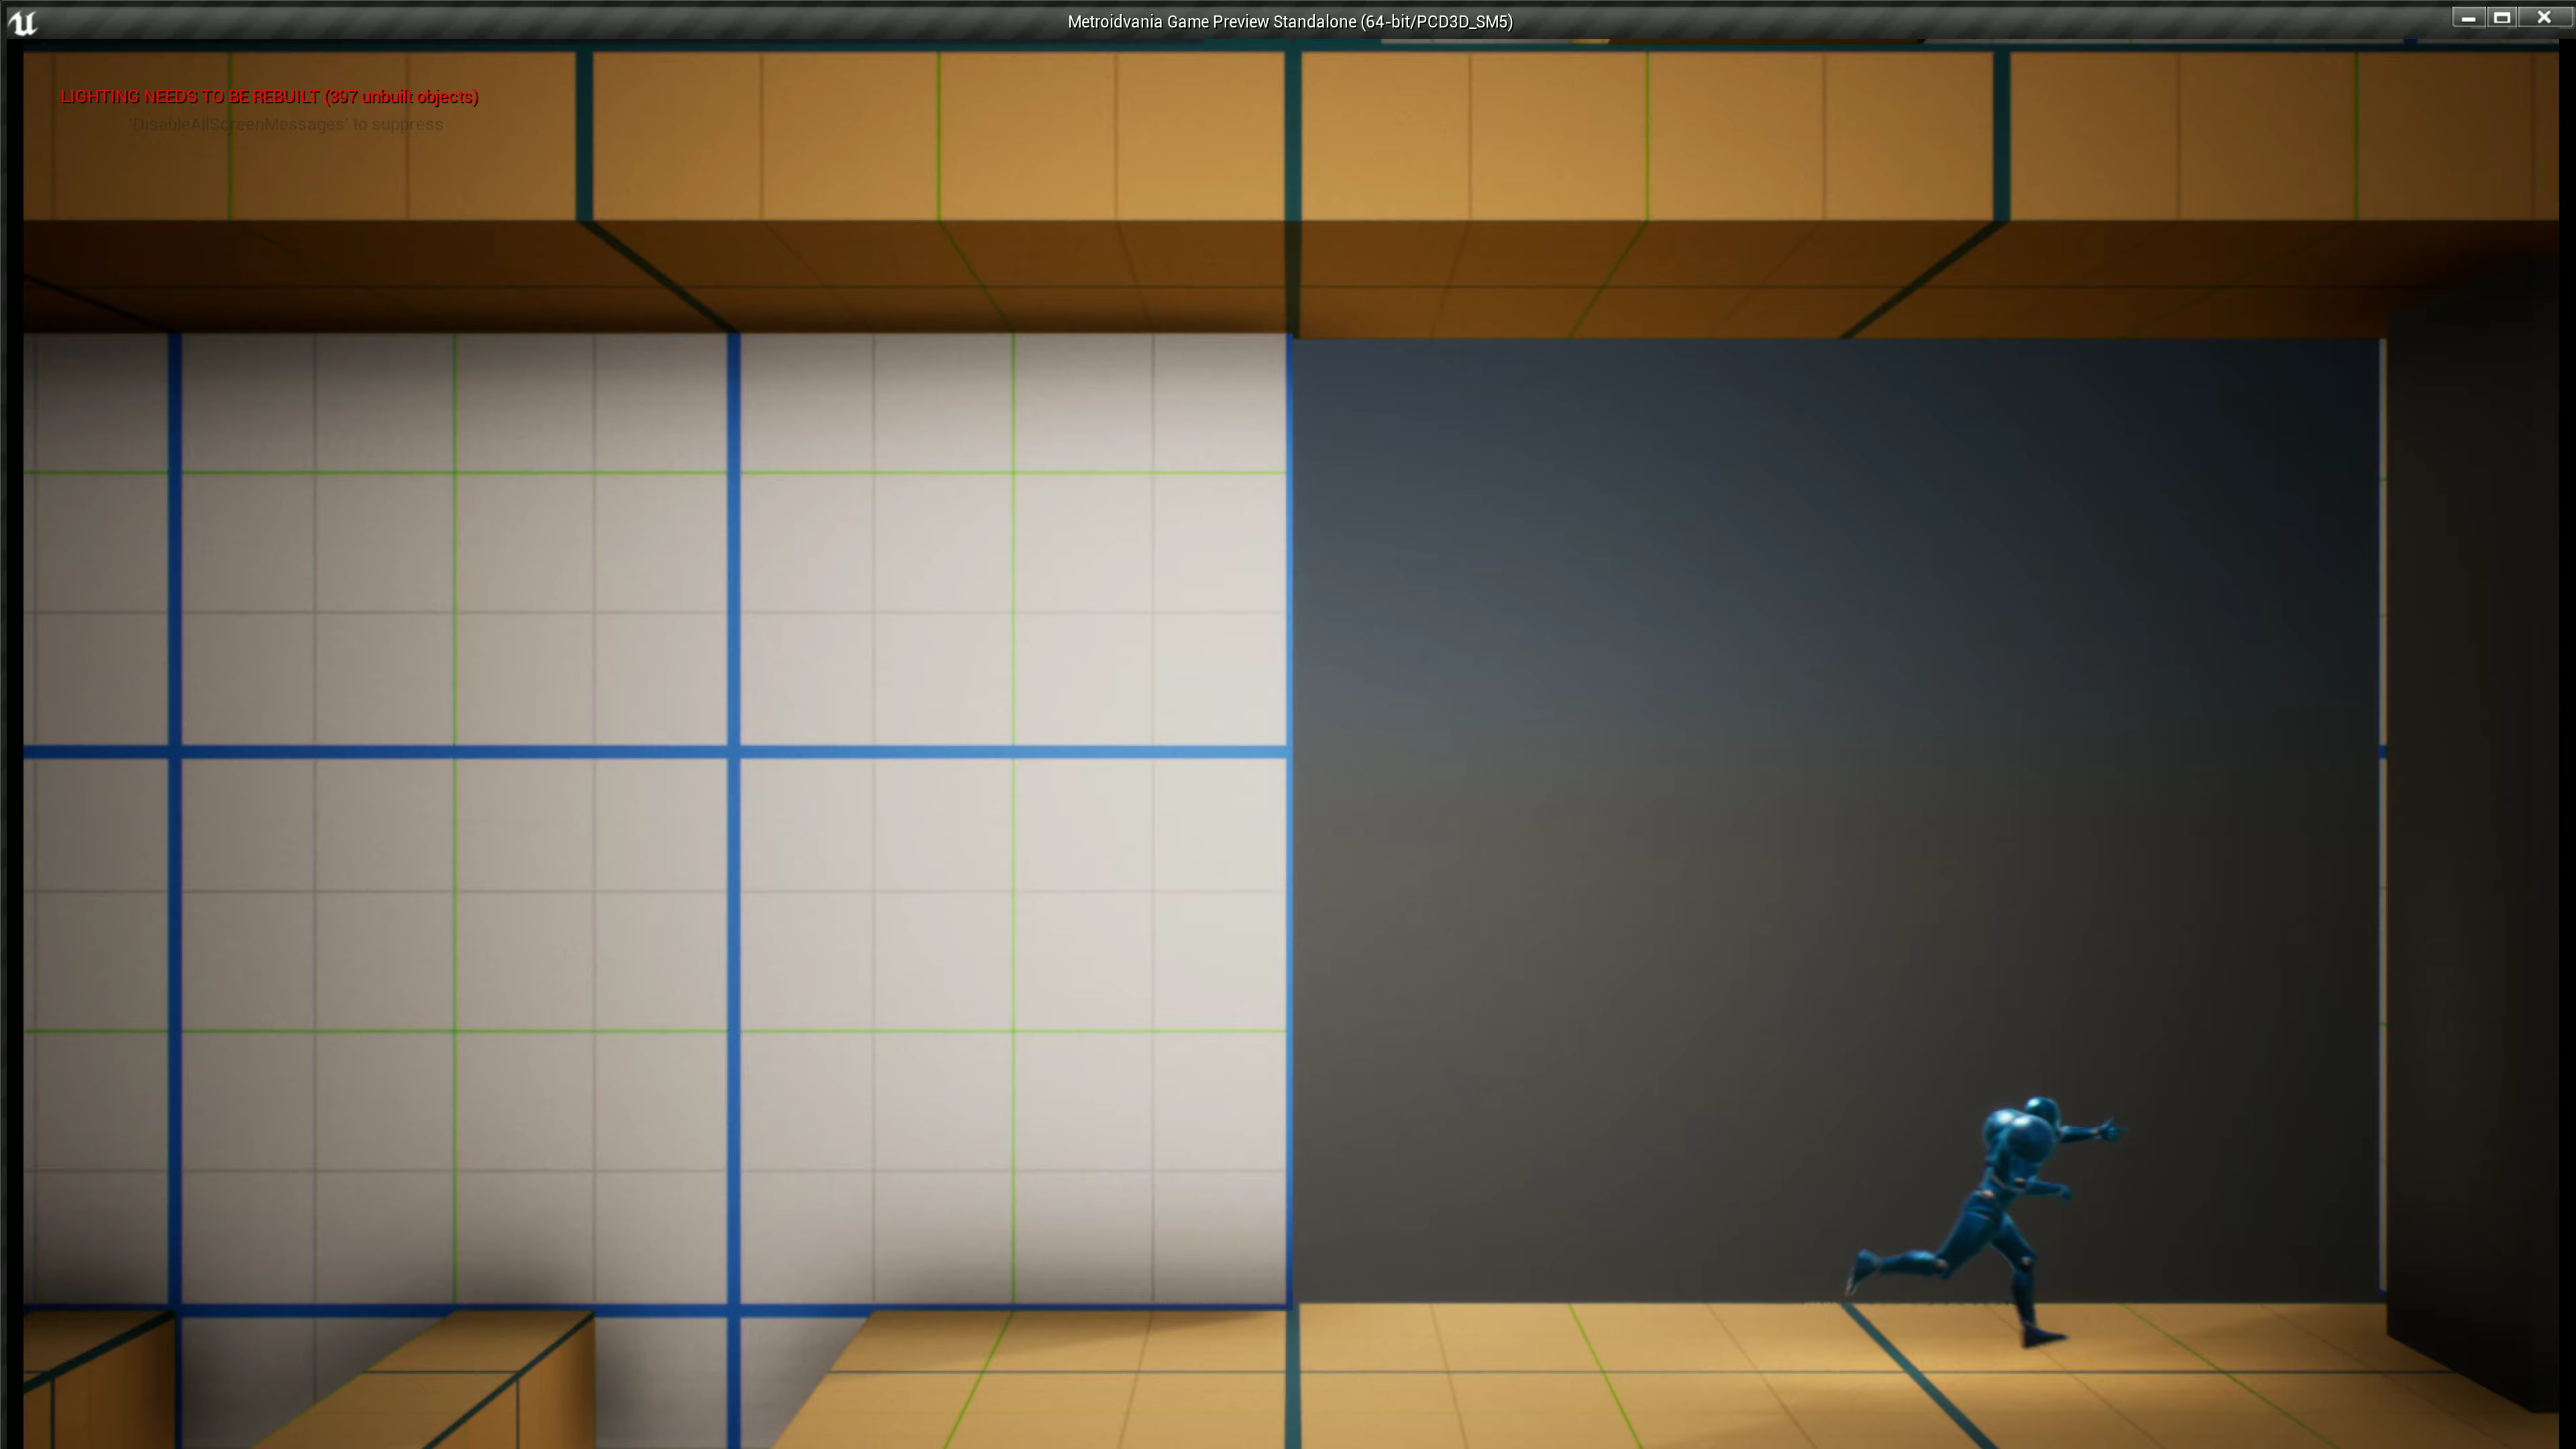 Metroidvania Game Preview Standalone (64-bit/PCD3D_SM5)
LIGHTING NEEDS TO BE REBUILT (397 unbuilt objects)
'DisableAllScreenMessages' to suppress